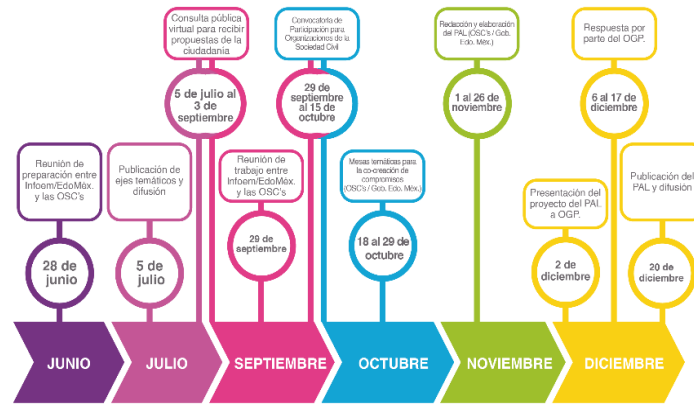 Consulta pública
virtual para recibir
propuestas de la
ciudadanía
5 de julio al
3 de
septiembre
Convocatoria de
Participación para
Organizaciones de la
Sociedad Civil
29 de
septiembre
al 15 de
octubre
Redacción y elaboración
del PAL (OSC's / Gob.
Edo. Méx.)
1 al 26 de
noviembre
Respuesta por
parte del OGP.
6 al 17 de
diciembre
Reunión de
preparación entre
Infoem/EdoMéx.
y las OSC's
28 de
junio
Publicación de
ejes temáticos y
difusión
5 de
julio
Reunión de
trabajo entre
Infoem/EdoMéx.
y las OSC's
29 de
septiembre
Mesas temáticas para
la co-creación de
compromisos
(OSC's / Gob. Edo. Méx.)
18 al 29 de
octubre
Presentación del
proyecto del PAL
a OGP.
2 de
diciembre
Publicación del
PAL y difusión
20 de
diciembre
JUNIO
JULIO
SEPTIEMBRE
OCTUBRE
NOVIEMBRE
DICIEMBRE